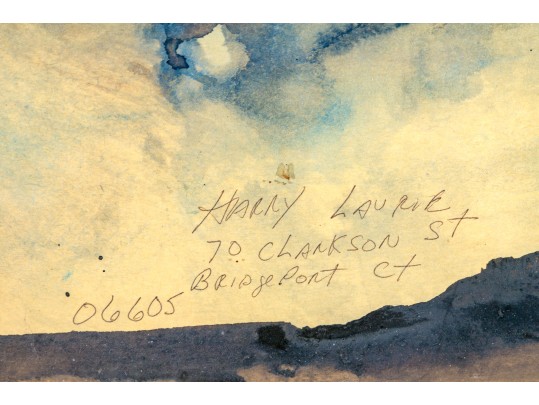 HARRY LAURIE
70 CLARKSON ST
BRIDGEPORT CT
06605